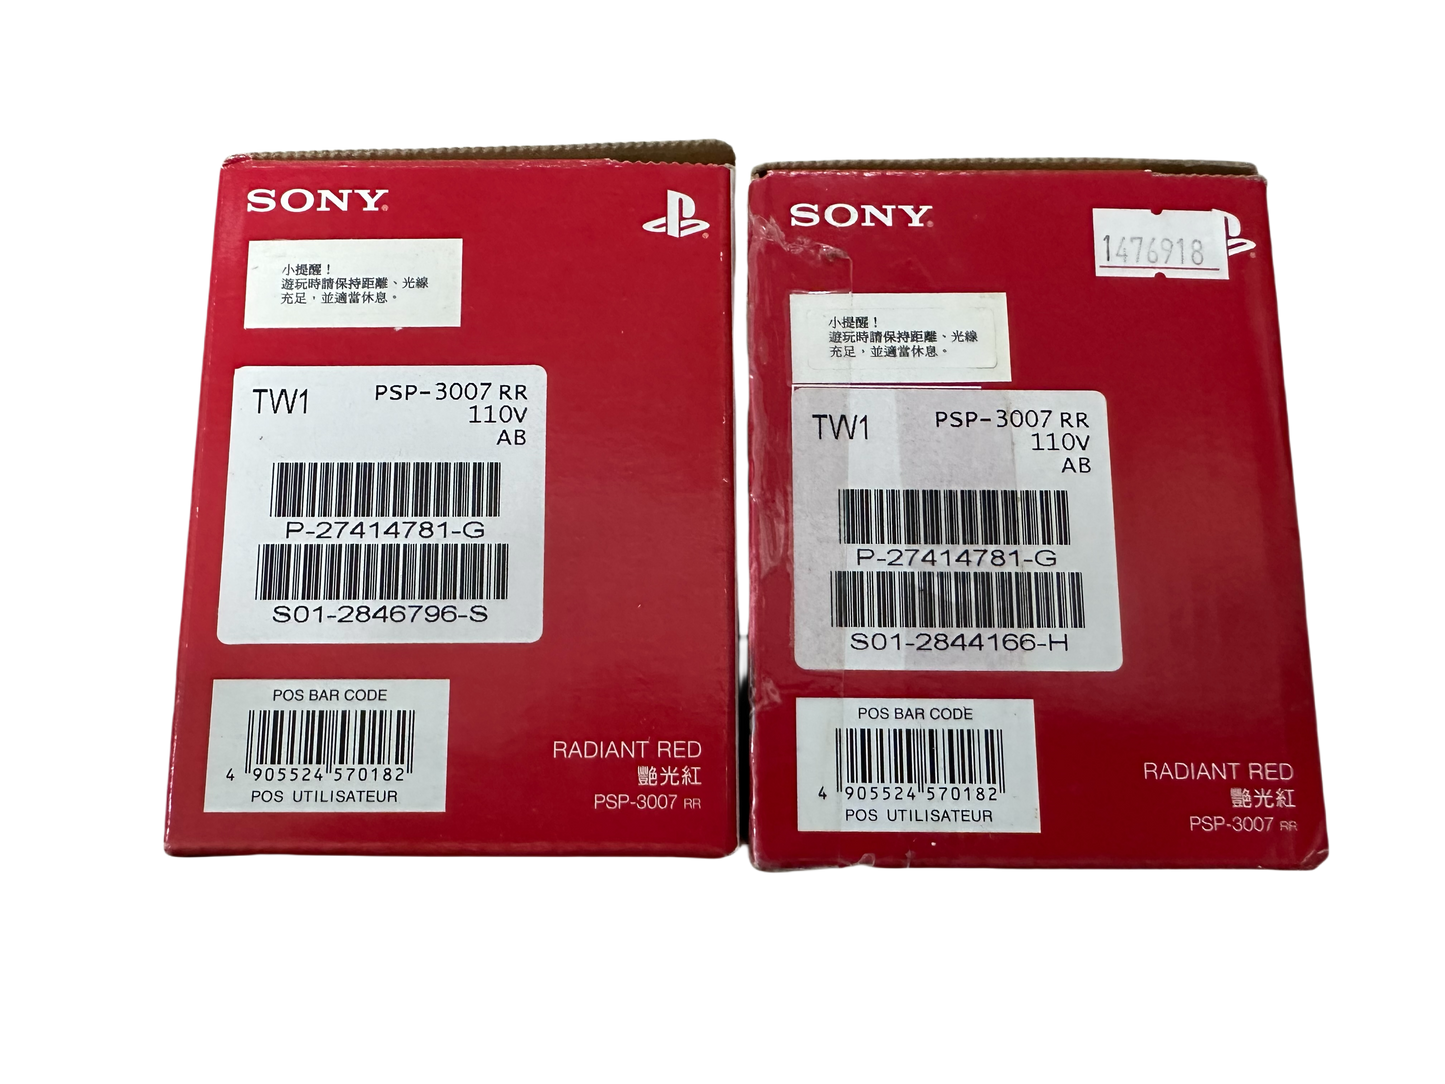 SONY
小提醒！
遊玩時請保持距離、光線
充足，並適當休息。
TW1
PSP-3007 RR
110V
AB
P-27414781-G
S01-2846796-S
POS BAR CODE
4 905524 570182
POS UTILISATEUR
RADIANT RED
艷光紅
PSP-3007 RR
SONY
1476918
小提醒！
遊玩時請保持距離、光線
充足，並適當休息。
TW1
PSP-3007 RR
110V
AB
P-27414781-G
S01-2844166-H
POS BAR CODE
4 905524 570182
POS UTILISATEUR
RADIANT RED
艷光紅
PSP-3007 RR